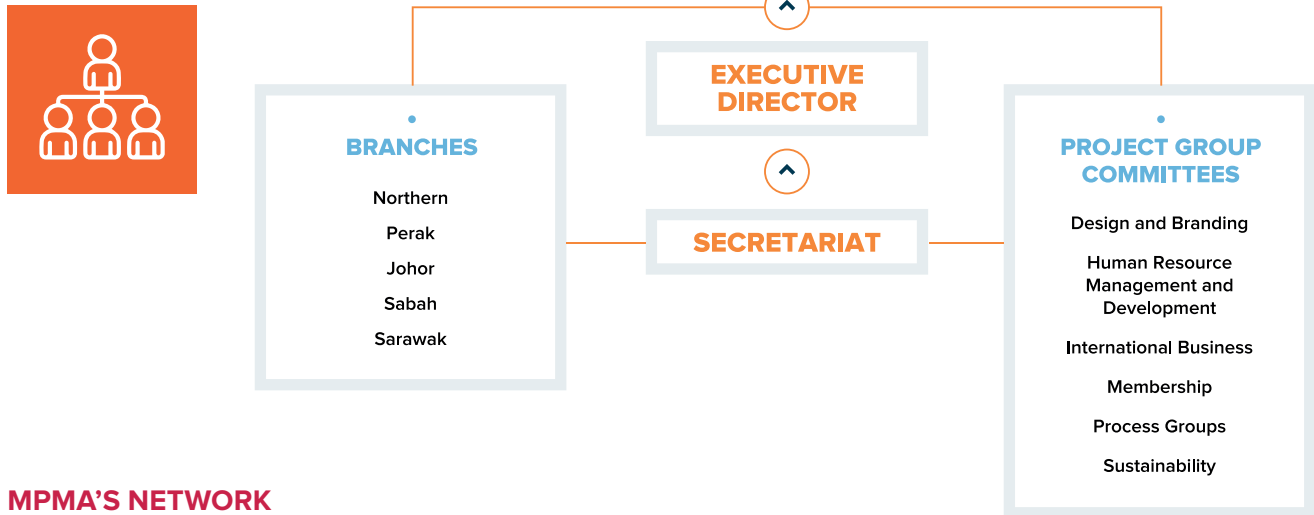 EXECUTIVE
DIRECTOR
BRANCHES
Northern
Perak
Johor
Sabah
Sarawak
SECRETARIAT
PROJECT GROUP
COMMITTEES
Design and Branding
Human Resource
Management and
Development
International Business
Membership
Process Groups
Sustainability
MPMA'S NETWORK